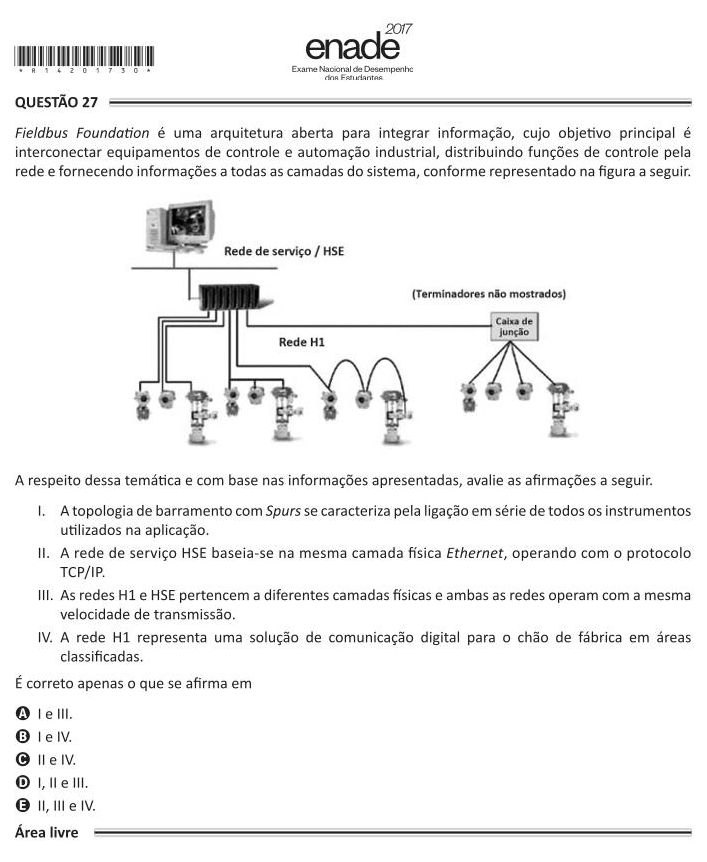 enade 2017
Exame Nacional de Desempenho
dos Estudantes
* R 1 4 2 0 1 7 3 0 *
QUESTÃO 27
Fieldbus Foundation é uma arquitetura aberta para integrar informação, cujo objetivo principal é
interconectar equipamentos de controle e automação industrial, distribuindo funções de controle pela
rede e fornecendo informações a todas as camadas do sistema, conforme representado na figura a seguir.
Rede de serviço / HSE
(Terminadores não mostrados)
Caixa de
junção
Rede H1
A respeito dessa temática e com base nas informações apresentadas, avalie as afirmações a seguir.
I. A topologia de barramento com Spurs se caracteriza pela ligação em série de todos os instrumentos
utilizados na aplicação.
II. A rede de serviço HSE baseia-se na mesma camada física Ethernet, operando com o protocolo
TCP/IP.
III. As redes H1 e HSE pertencem a diferentes camadas físicas e ambas as redes operam com a mesma
velocidade de transmissão.
IV. A rede H1 representa uma solução de comunicação digital para o chão de fábrica em áreas
classificadas.
É correto apenas o que se afirma em
A I e III.
B I e IV.
C II e IV.
D I, II e III.
E II, III e IV.
Área livre